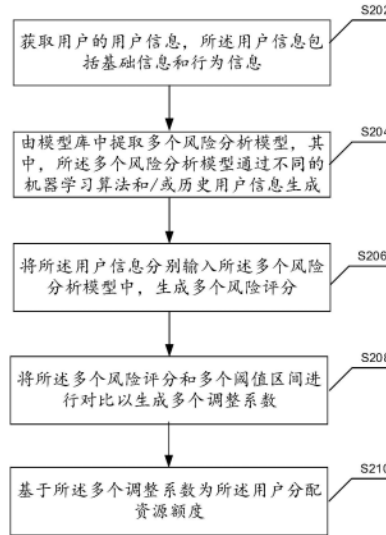 S202
获取用户的用户信息，所述用户信息包
括基础信息和行为信息
S204
由模型库中提取多个风险分析模型，其
中，所述多个风险分析模型通过不同的
机器学习算法和/或历史用户信息生成
S206
将所述用户信息分别输入所述多个风险
分析模型中，生成多个风险评分
S208
将所述多个风险评分和多个阈值区间进
行对比以生成多个调整系数
S210
基于所述多个调整系数为所述用户分配
资源额度